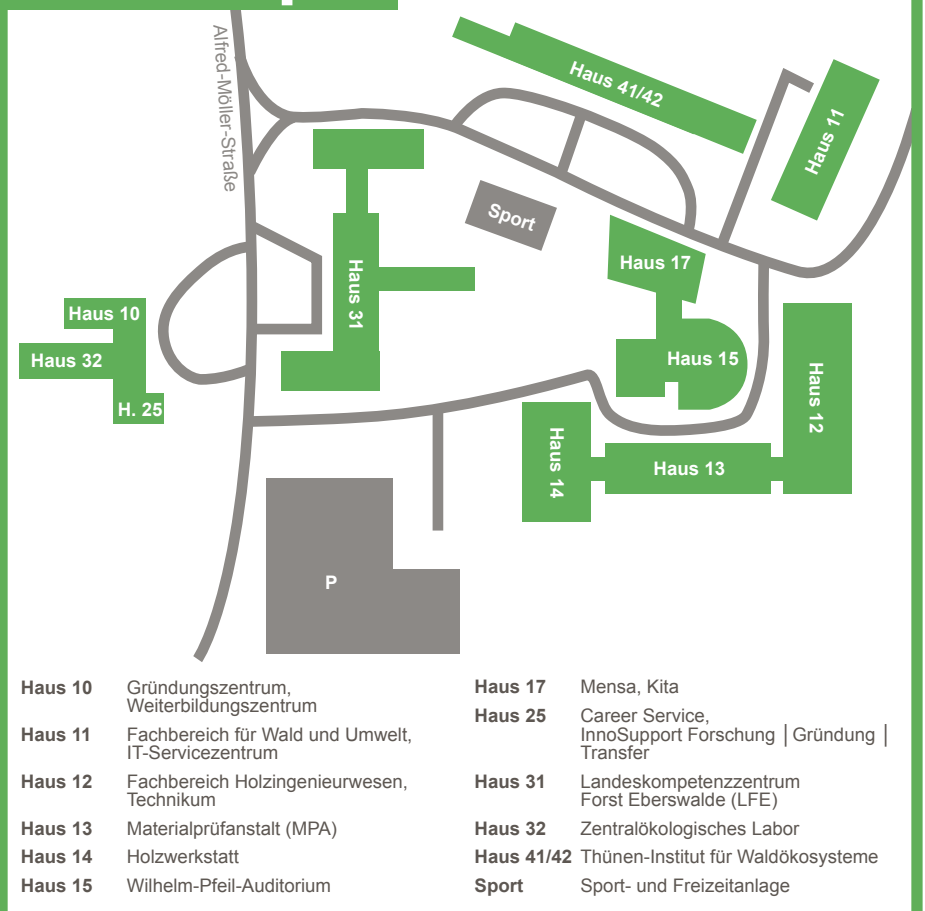 Alfred-Möller-Straße
Haus 41/42
Haus 11
Sport
Haus 17
Haus 31
Haus 10
Haus 32
H. 25
Haus 15
Haus 12
Haus 14
Haus 13
P
Haus 10 Gründungszentrum,
Weiterbildungszentrum
Haus 11 Fachbereich für Wald und Umwelt,
IT-Servicezentrum
Haus 12 Fachbereich Holzingenieurwesen,
Technikum
Haus 13 Materialprüfanstalt (MPA)
Haus 14 Holzwerkstatt
Haus 15 Wilhelm-Pfeil-Auditorium
Haus 17 Mensa, Kita
Haus 25 Career Service,
InnoSupport Forschung | Gründung |
Transfer
Haus 31 Landeskompetenzzentrum
Forst Eberswalde (LFE)
Haus 32 Zentralökologisches Labor
Haus 41/42 Thünen-Institut für Waldökosysteme
Sport Sport- und Freizeitanlage